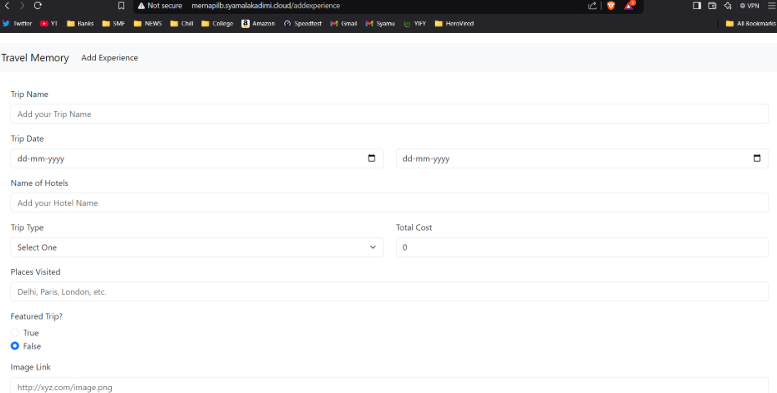 Not secure mernapilb.syamalakadimi.cloud/addexperience VPN
Twitter YT Banks SMF NEWS Chill College Amazon Speedtest Gmail Syamu YIFY HeroVired All Bookmarks
Travel Memory Add Experience
Trip Name
Add your Trip Name
Trip Date
dd-mm-yyyy dd-mm-yyyy
Name of Hotels
Add your Hotel Name
Trip Type Total Cost
Select One 0
Places Visited
Delhi, Paris, London, etc.
Featured Trip?
True
False
Image Link
http://xyz.com/image.png